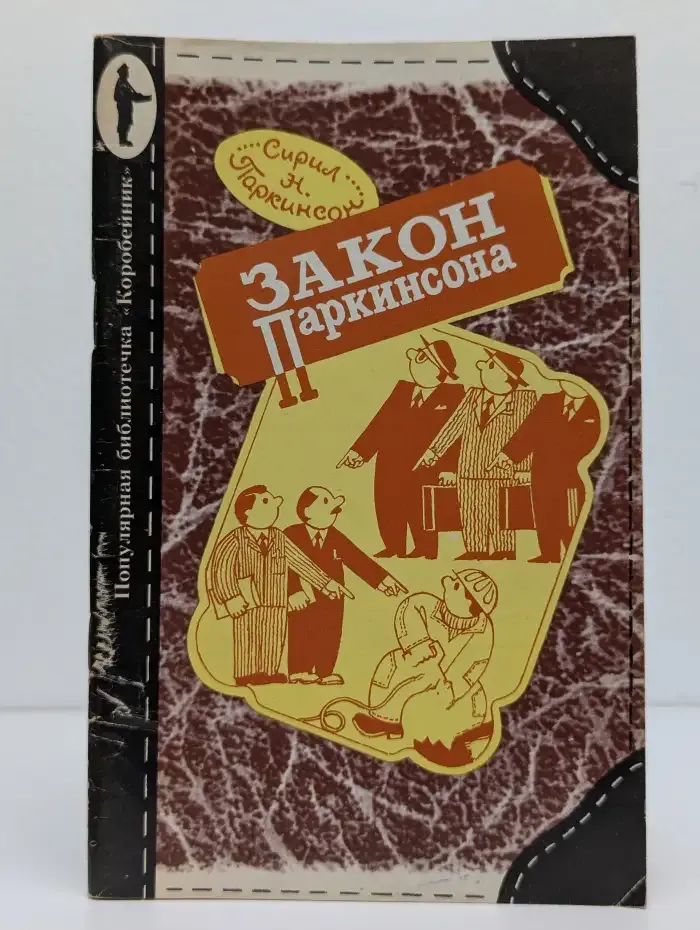 Сирил
Н.
Паркинсон
ЗАКОН
Паркинсона
Популярная библиотечка «Коробейник»